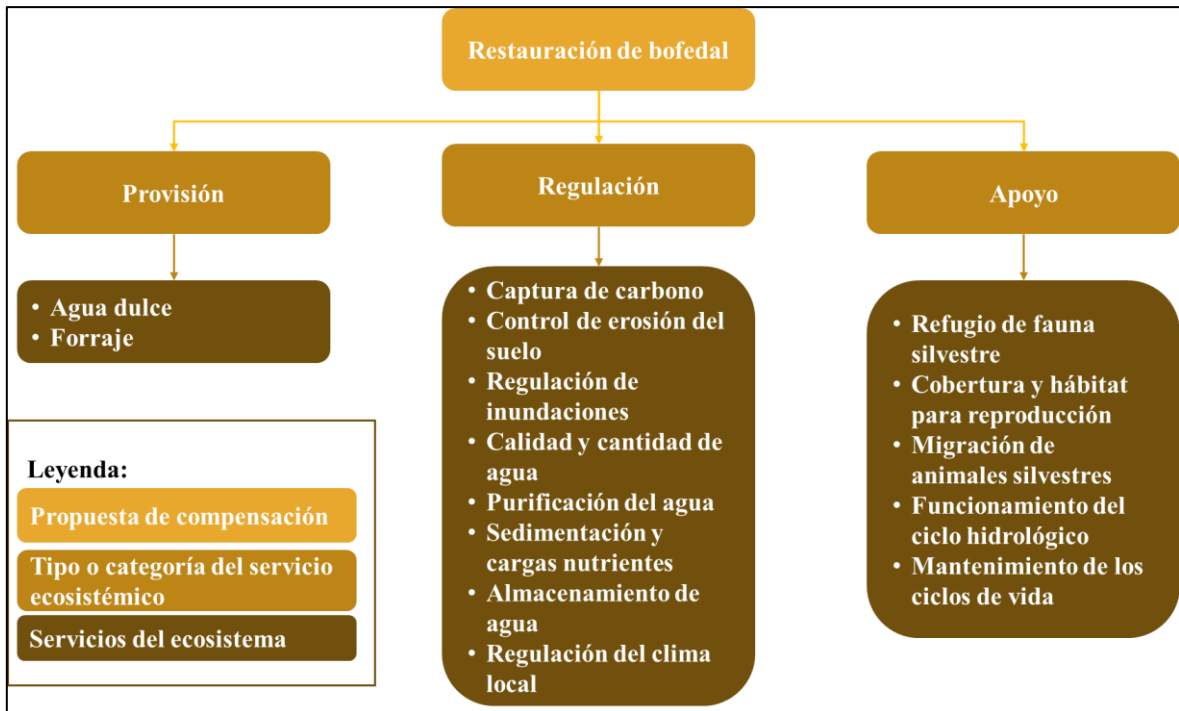 Restauración de bofedal
Provisión
Regulación
Apoyo
• Agua dulce
• Forraje
• Captura de carbono
• Control de erosión del
suelo
• Regulación de
inundaciones
• Calidad y cantidad de
agua
• Purificación del agua
• Sedimentación y
cargas nutrientes
• Almacenamiento de
agua
• Regulación del clima
local
• Refugio de fauna
silvestre
• Cobertura y hábitat
para reproducción
• Migración de
animales silvestres
• Funcionamiento del
ciclo hidrológico
• Mantenimiento de los
ciclos de vida
Leyenda:
Propuesta de compensación
Tipo o categoría del servicio
ecosistémico
Servicios del ecosistema